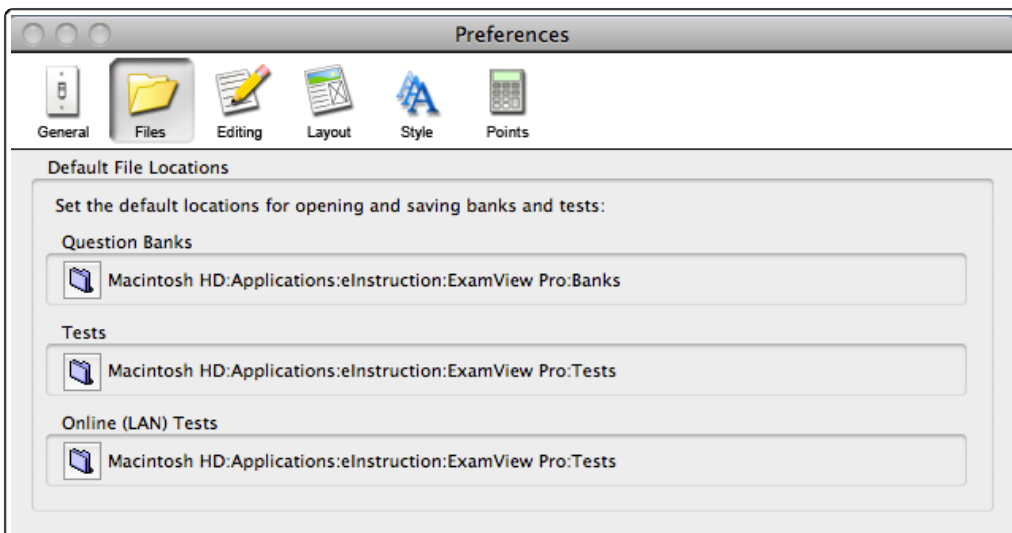 Preferences
General Files Editing Layout Style Points
Default File Locations
Set the default locations for opening and saving banks and tests:
Question Banks
Macintosh HD:Applications:eInstruction:ExamView Pro:Banks
Tests
Macintosh HD:Applications:eInstruction:ExamView Pro:Tests
Online (LAN) Tests
Macintosh HD:Applications:eInstruction:ExamView Pro:Tests